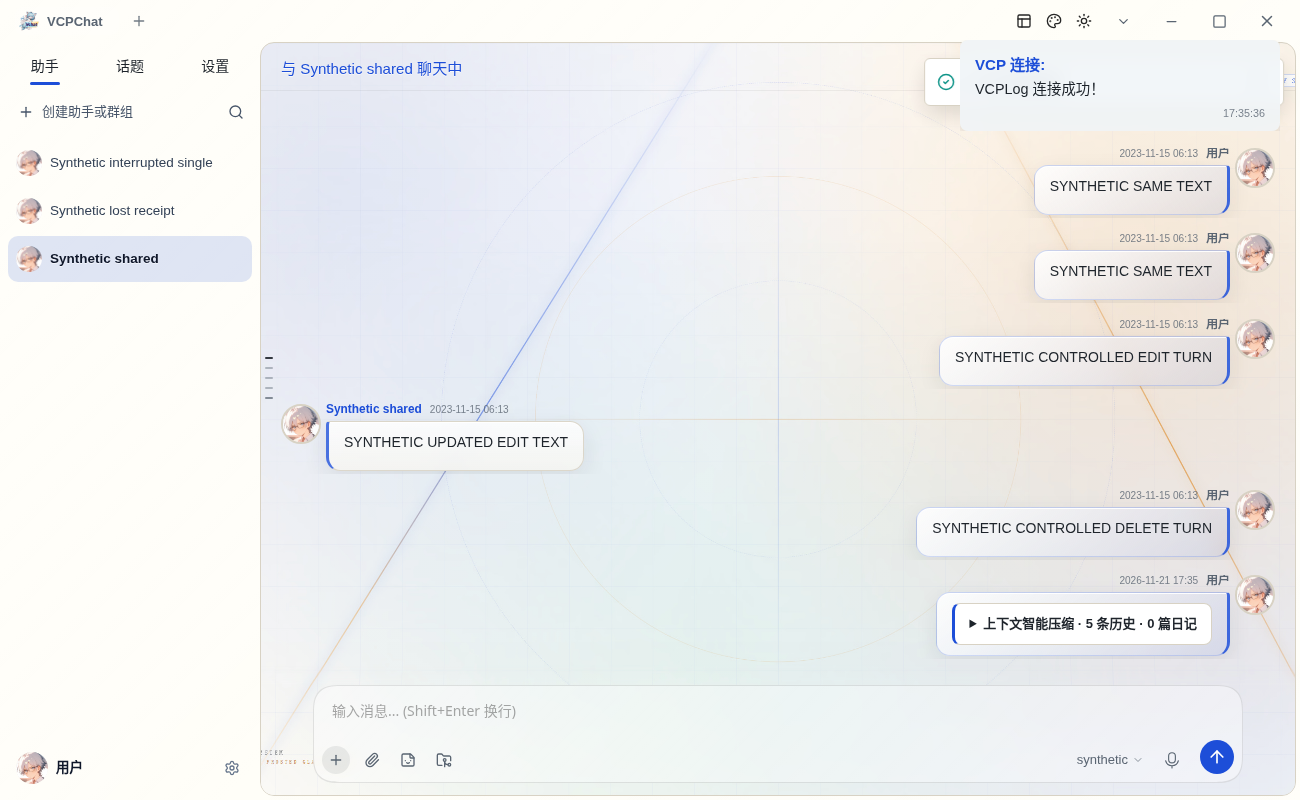 VCPChat
助手
话题
设置
创建助手或群组
Synthetic interrupted single
Synthetic lost receipt
Synthetic shared
用户
与 Synthetic shared 聊天中
VCP 连接:
VCPLog 连接成功!
17:35:36
2023-11-15 06:13 用户
SYNTHETIC SAME TEXT
2023-11-15 06:13 用户
SYNTHETIC SAME TEXT
2023-11-15 06:13 用户
SYNTHETIC CONTROLLED EDIT TURN
Synthetic shared 2023-11-15 06:13
SYNTHETIC UPDATED EDIT TEXT
2023-11-15 06:13 用户
SYNTHETIC CONTROLLED DELETE TURN
2026-11-21 17:35 用户
上下文智能压缩 · 5 条历史 · 0 篇日记
输入消息... (Shift+Enter 换行)
synthetic